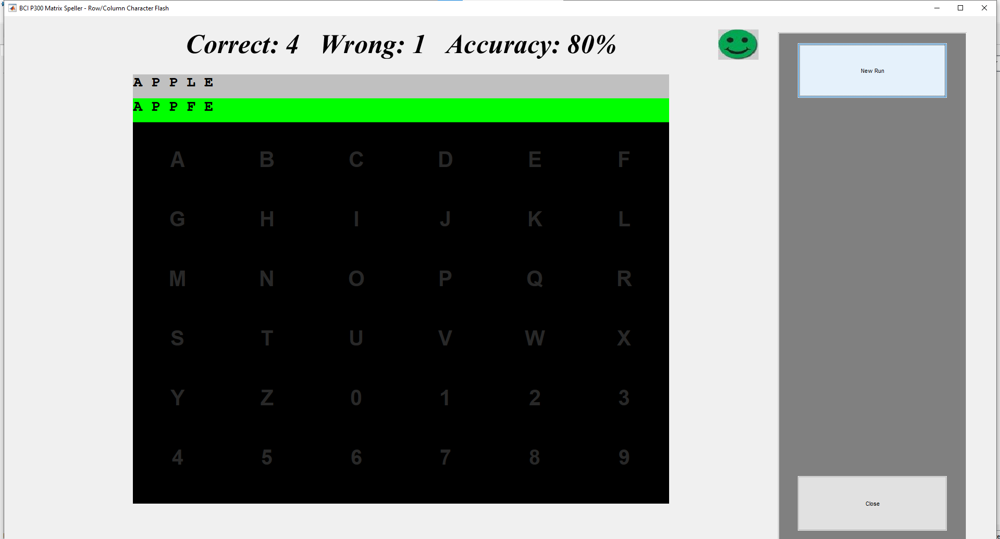 BCI P300 Matrix Speller - Row/Column Character Flash
Correct: 4 Wrong: 1 Accuracy: 80%
New Run
A P P L E
A P P F E
A B C D E F
G H I J K L
M N O P Q R
S T U V W X
Y Z 0 1 2 3
4 5 6 7 8 9
Close